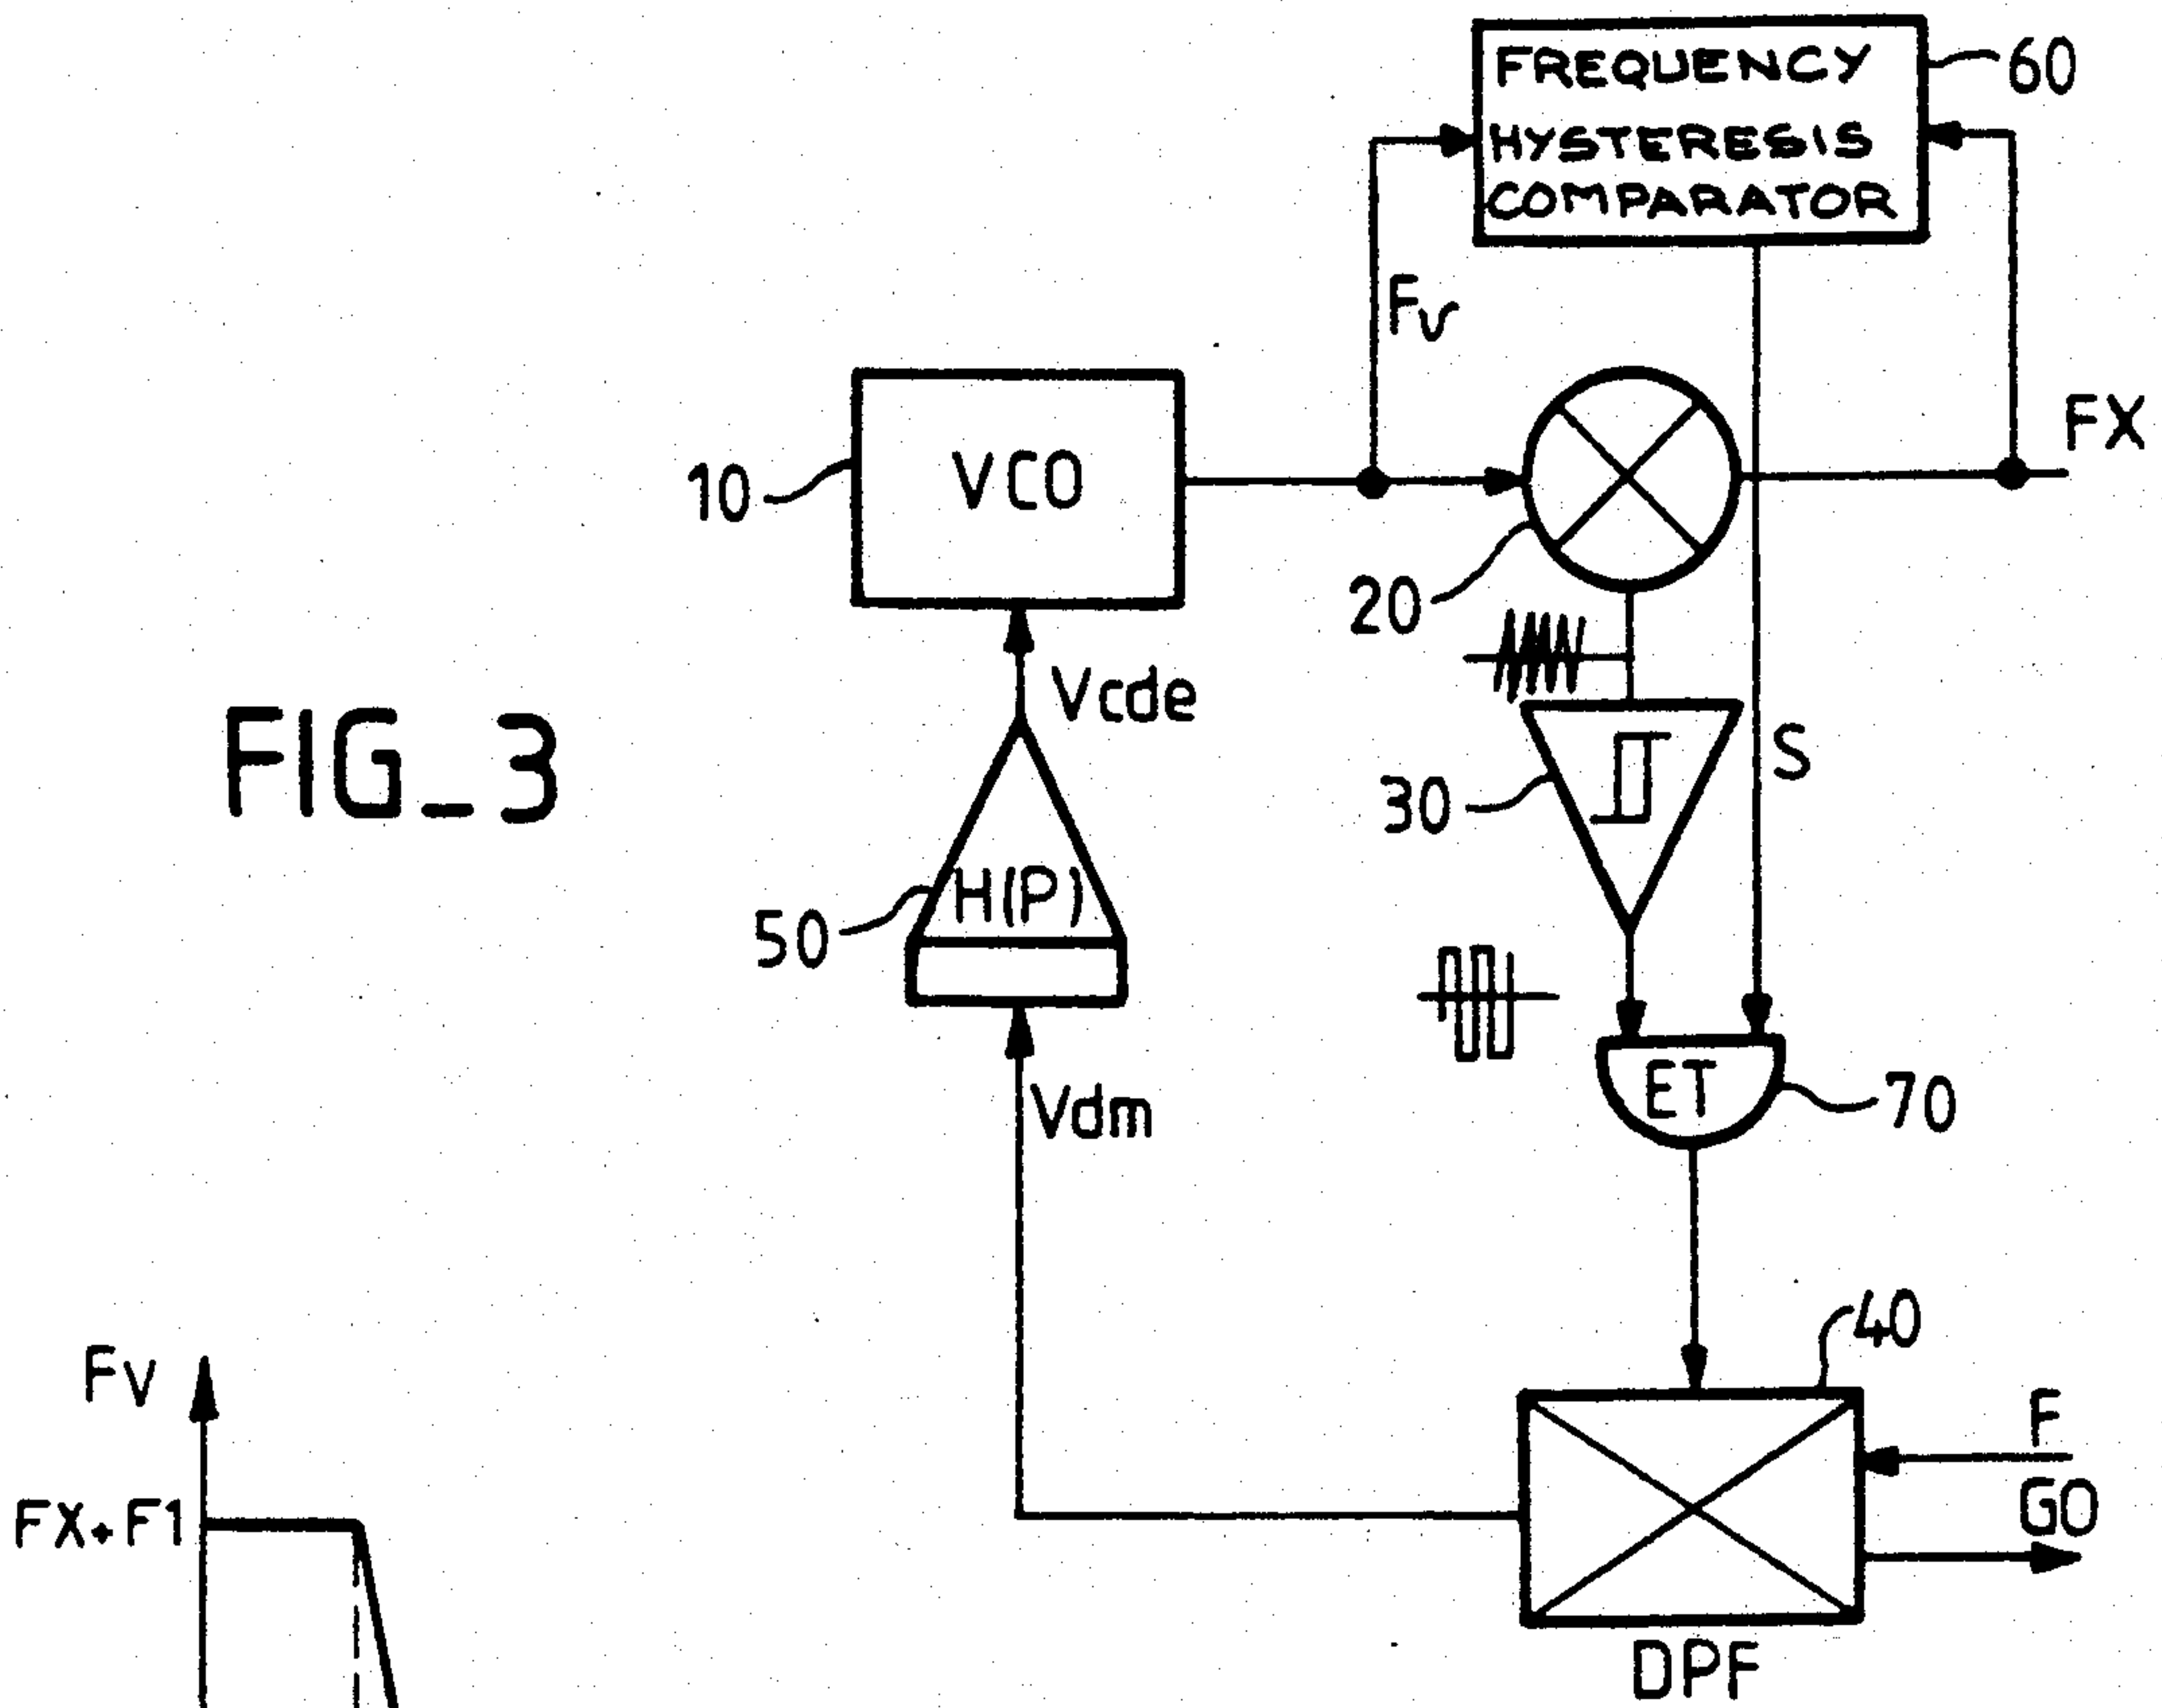 FREQUENCY
HYSTERESIS
COMPARATOR
60
Fv
FX
VCO
10
20
Vcde
FIG_3
S
30
H(P)
50
ET
70
Vdm
40
Fv
F
GO
FX+F1
DPF